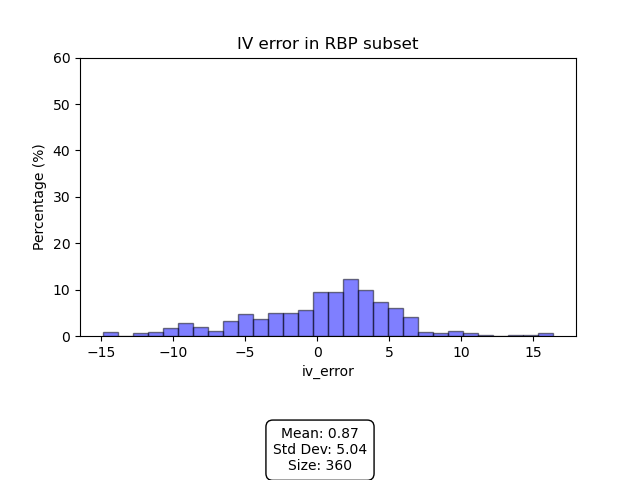 IV error in RBP subset
60
50
40
30
20
10
0
Percentage (%)
−15
−10
−5
0
5
10
15
iv_error
Mean: 0.87
Std Dev: 5.04
Size: 360